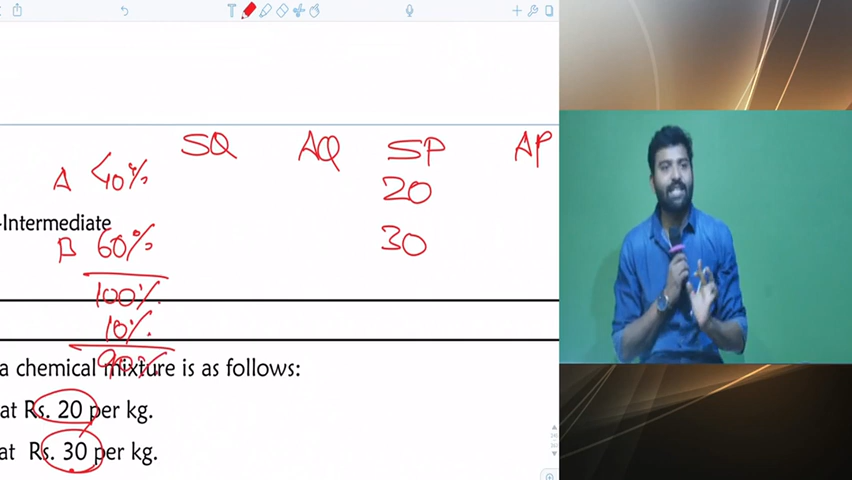 SQ AQ SP AP
A 40% 20
-Intermediate
B 60% 30
100%
10%
90%
a chemical mixture is as follows:
at Rs. 20 per kg.
at Rs. 30 per kg.